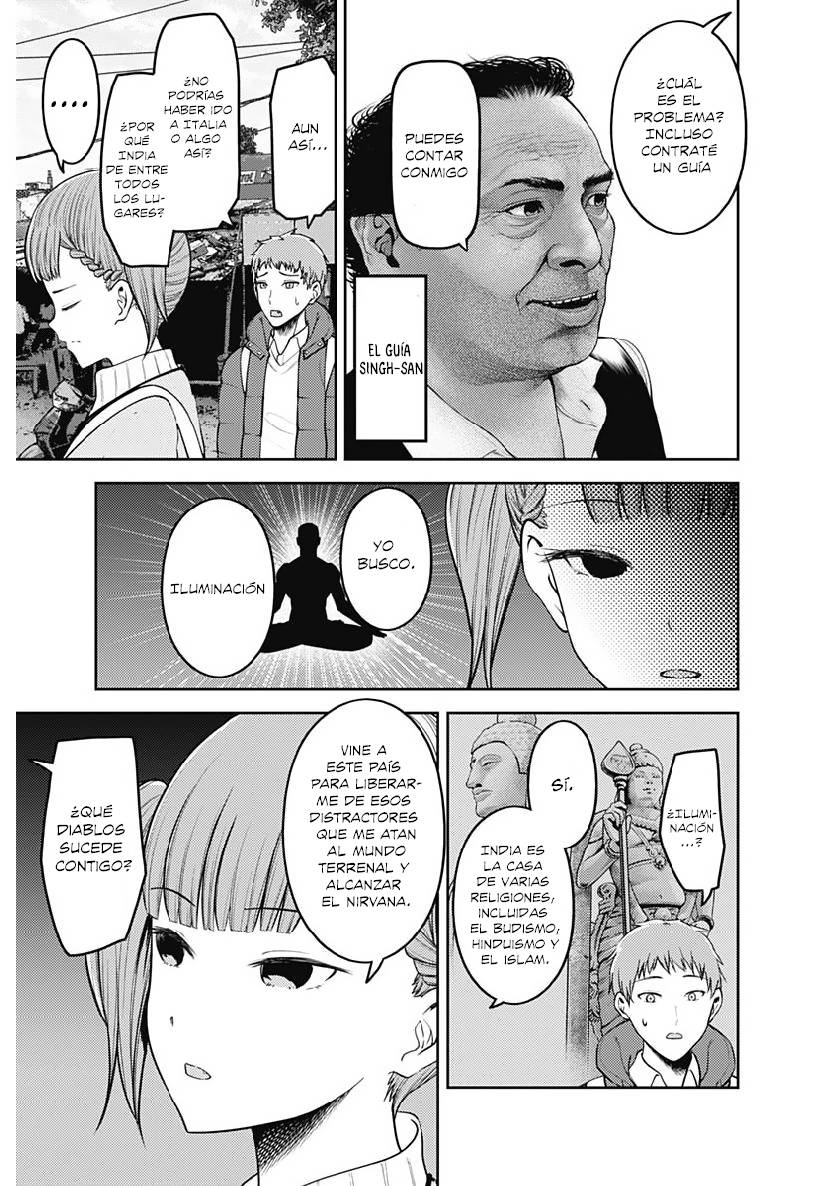 ¿CUÁL
ES EL
PROBLEMA?
INCLUSO
CONTRATÉ
UN GUÍA
PUEDES
CONTAR
CONMIGO
EL GUÍA
SINGH-SAN
AUN
ASÍ...
¿NO
PODRÍAS
HABER IDO
A ITALIA
O ALGO
ASÍ?
¿POR
QUÉ
INDIA
DE ENTRE
TODOS
LOS LU-
GARES?
....
YO
BUSCO.
ILUMINACIÓN
¿ILUMI-
NACIÓN
...?
SÍ.
INDIA ES
LA CASA
DE VARIAS
RELIGIONES,
INCLUIDAS
EL BUDISMO,
HINDUISMO Y
EL ISLAM.
VINE A
ESTE PAÍS
PARA LIBERAR-
ME DE ESOS
DISTRACTORES
QUE ME ATAN
AL MUNDO
TERRENAL Y
ALCANZAR
EL NIRVANA.
¿QUÉ
DIABLOS
SUCEDE
CONTIGO?